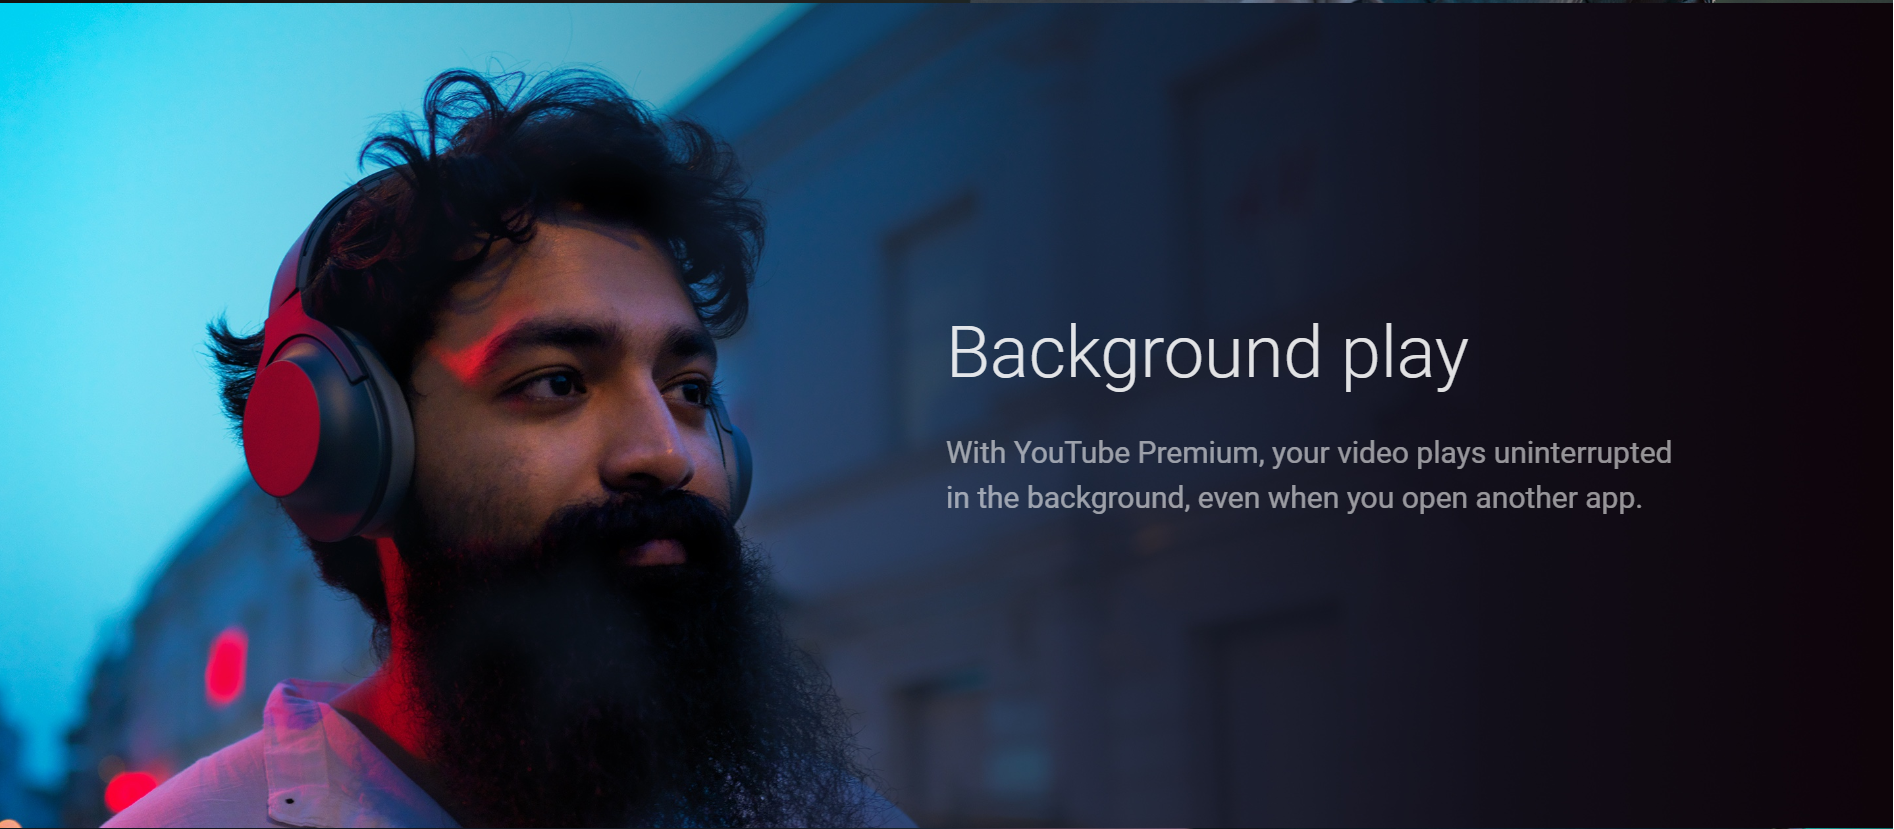 Background play
With YouTube Premium, your video plays uninterrupted
in the background, even when you open another app.